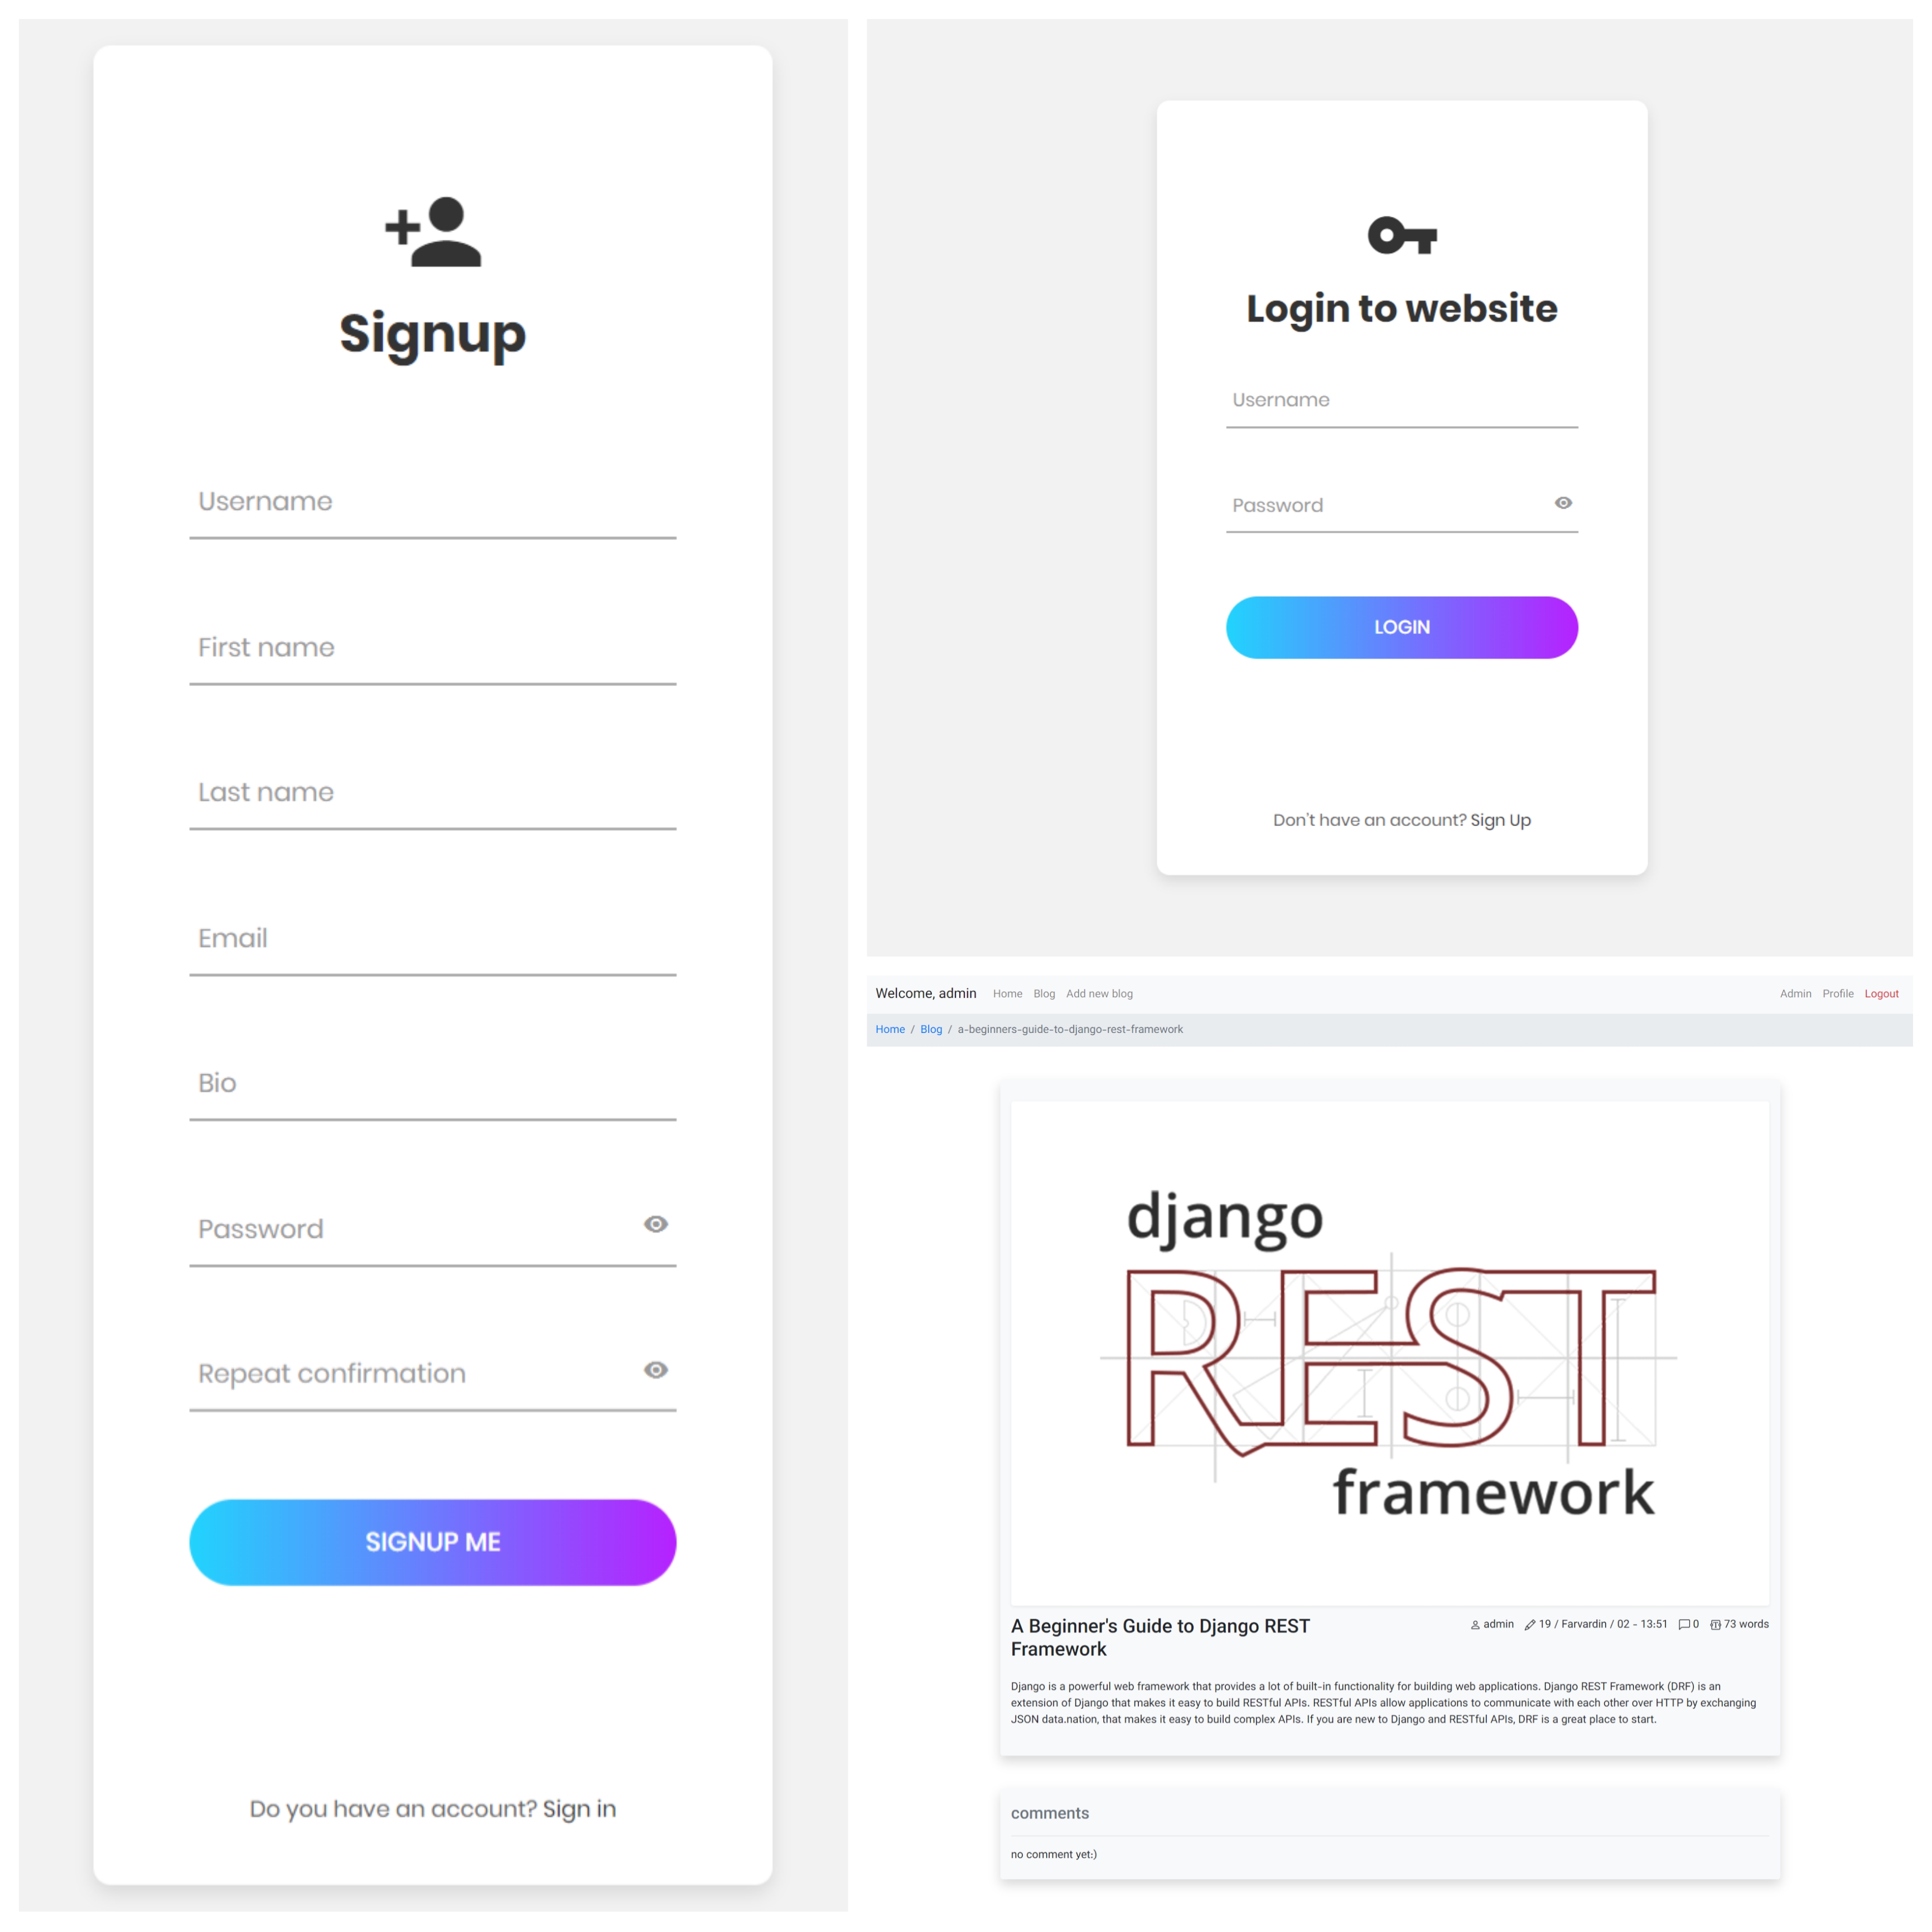 Signup
Username
First name
Last name
Email
Bio
Password
Repeat confirmation
SIGNUP ME
Do you have an account? Sign in
Login to website
Username
Password
LOGIN
Don't have an account? Sign Up
Welcome, admin Home Blog Add new blog Admin Profile Logout
Home / Blog / a-beginners-guide-to-django-rest-framework
django
REST
framework
A Beginner's Guide to Django REST
Framework
admin 19 / Farvardin / 02 - 13:51 0 73 words
Django is a powerful web framework that provides a lot of built-in functionality for building web applications. Django REST Framework (DRF) is an
extension of Django that makes it easy to build RESTful APIs. RESTful APIs allow applications to communicate with each other over HTTP by exchanging
JSON data.nation, that makes it easy to build complex APIs. If you are new to Django and RESTful APIs, DRF is a great place to start.
comments
no comment yet:)